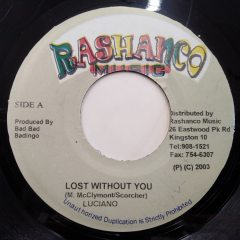 RASHANCO
MUSIC
SIDE A
Produced By
Bad Bad
Badingo
Distributed by
Rashanco Music
26 Eastwood Pk Rd
Kingston 10
Tel: 908-1521
Fax: 754-6307
(P) (C) 2003
LOST WITHOUT YOU
(M. McClymont/Scorcher)
LUCIANO
Unauthorized Duplication is Strictly Prohibited